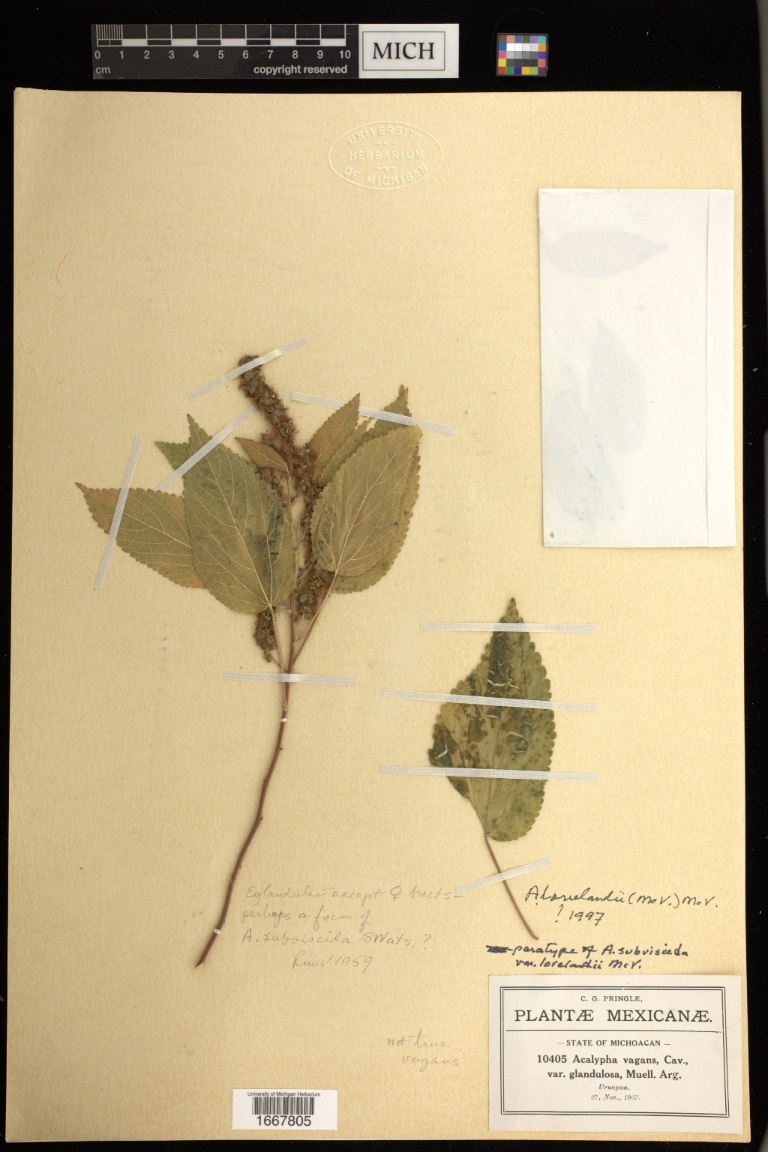 0 1 2 3 4 5 6 7 8 9 10
cm
copyright reserved
MICH
UNIVERSITY
HERBARIUM
OF MICHIGAN
Eglandular except ♀ bracts—
perhaps a form of
A. subviscida SWats. ?
1959
A. lovelandii (McV.) McV.
? 1997
paratype of A. subviscida
var. lovelandii McV.
not true
vagans
C. G. PRINGLE,
PLANTÆ MEXICANÆ.
— STATE OF MICHOACAN —
10405 Acalypha vagans, Cav.,
var. glandulosa, Muell. Arg.
Uruapan.
27, Nov., 1907.
University of Michigan Herbarium
1667805